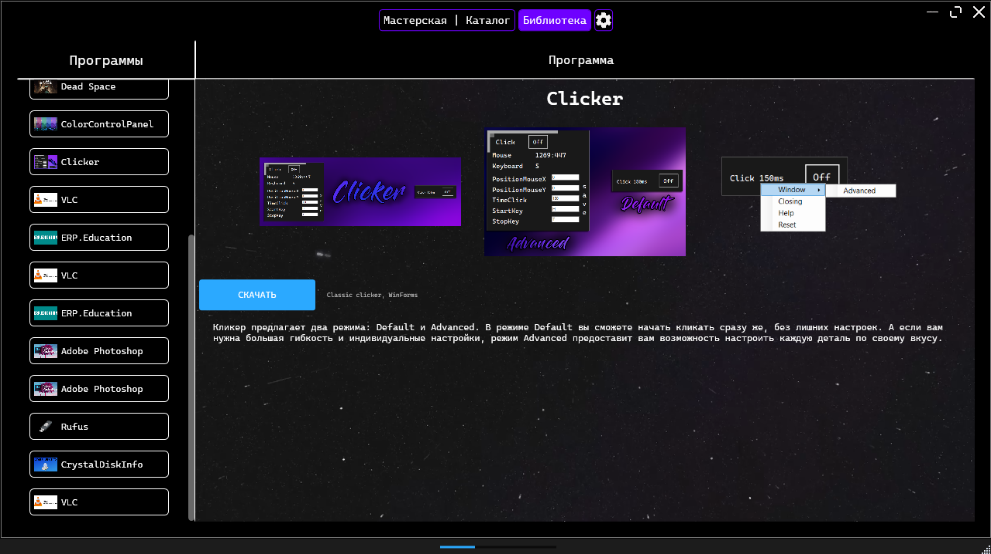 Мастерская | Каталог
Библиотека
Программы
Программа
Dead Space
ColorControlPanel
Clicker
VLC
ERP.Education
VLC
ERP.Education
Adobe Photoshop
Adobe Photoshop
Rufus
CrystalDiskInfo
VLC
Clicker
Clicker
Click
Off
Mouse 1269:447
Keyboard S
PositionMouseX
PositionMouseY
TimeClick
StartKey
StopKey
Advanced
Click 100ms
Off
Default
Click 150ms
Off
Window
Advanced
Closing
Help
Reset
СКАЧАТЬ
Classic clicker, WinForms
Кликер предлагает два режима: Default и Advanced. В режиме Default вы сможете начать кликать сразу же, без лишних настроек. А если вам
нужна большая гибкость и индивидуальные настройки, режим Advanced предоставит вам возможность настроить каждую деталь по своему вкусу.